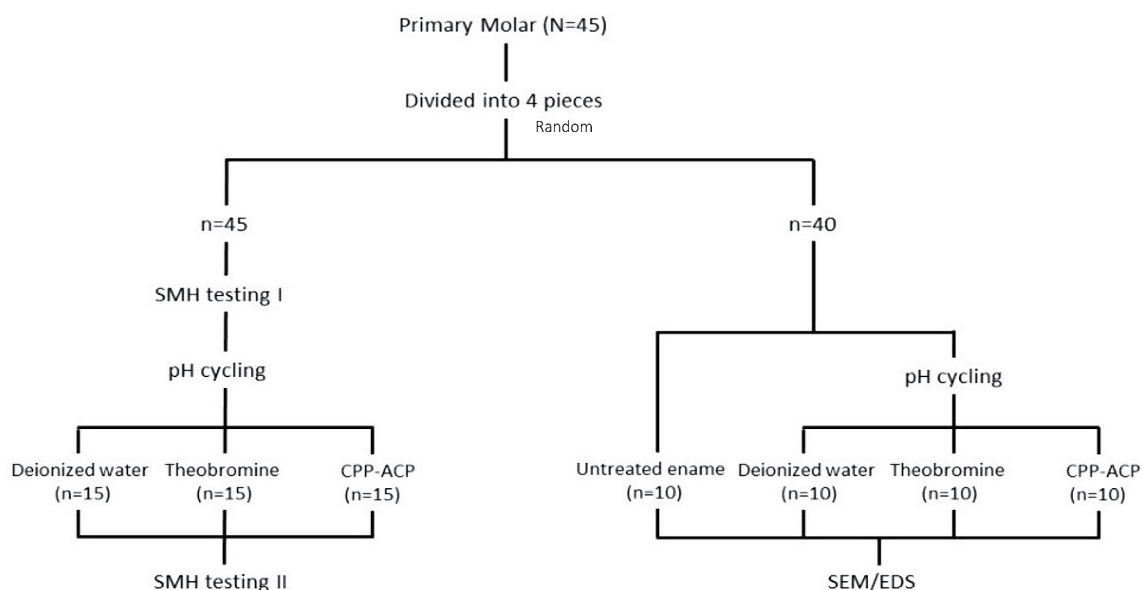 Primary Molar (N=45)
Divided into 4 pieces
Random
n=45
n=40
SMH testing I
pH cycling
pH cycling
Deionized water
(n=15)
Theobromine
(n=15)
CPP-ACP
(n=15)
Untreated ename
(n=10)
Deionized water
(n=10)
Theobromine
(n=10)
CPP-ACP
(n=10)
SMH testing II
SEM/EDS